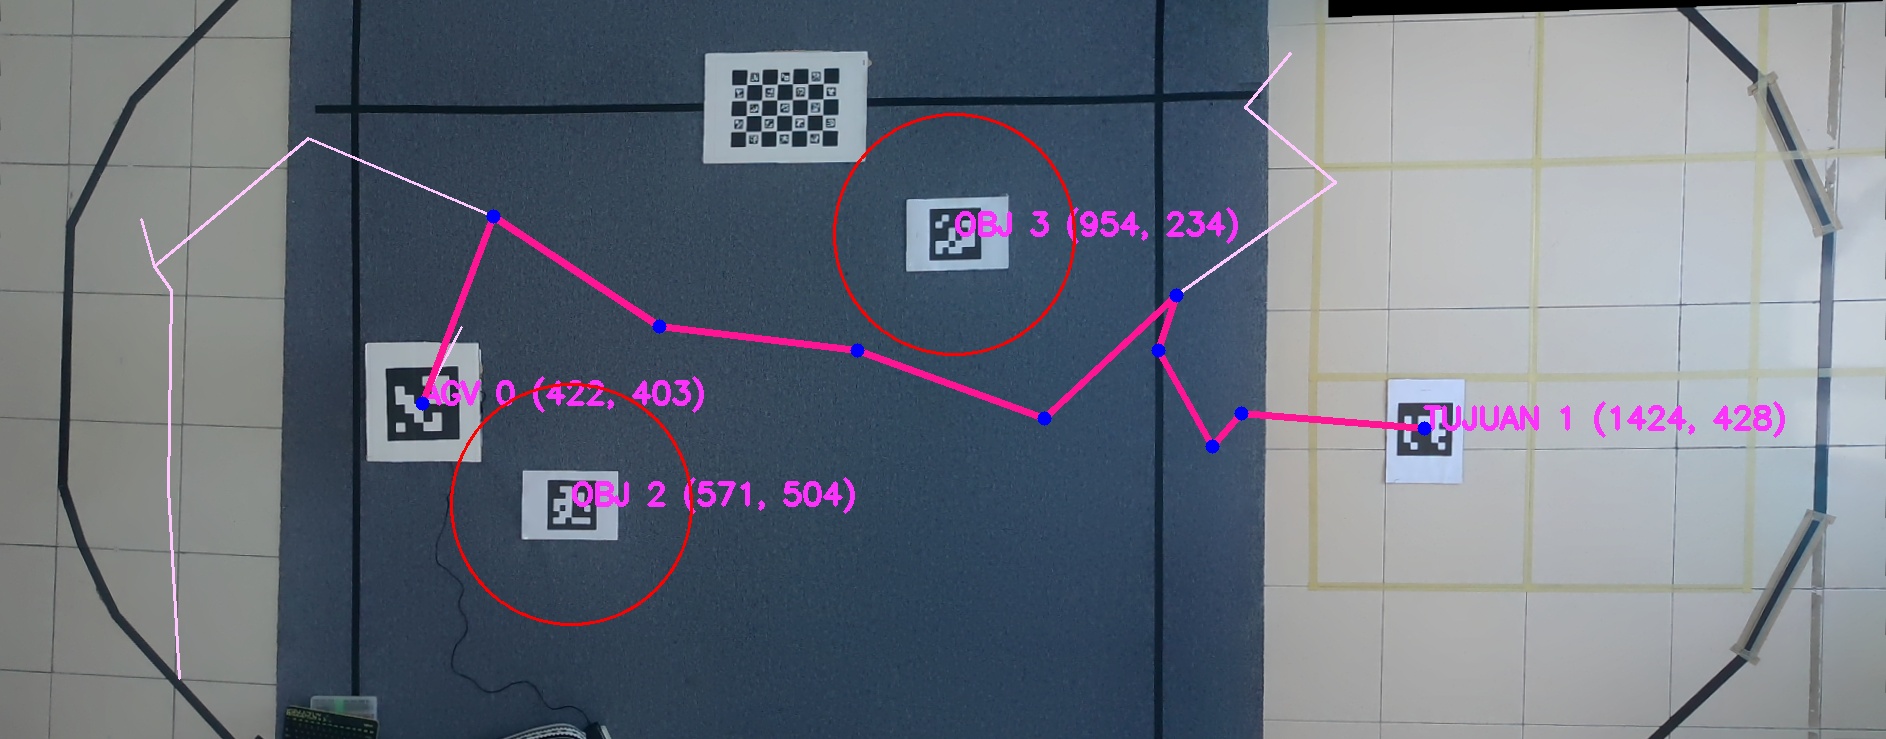 OBJ 3 (954, 234)
AGV 0 (422, 403)
TUJUAN 1 (1424, 428)
OBJ 2 (571, 504)